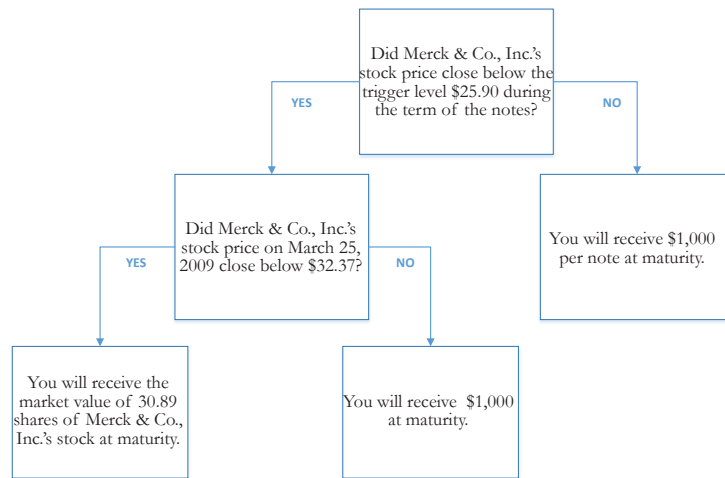 Did Merck & Co., Inc.'s
stock price close below the
trigger level $25.90 during
the term of the notes?
YES
NO
Did Merck & Co., Inc.'s
stock price on March 25,
2009 close below $32.37?
You will receive $1,000
per note at maturity.
YES
NO
You will receive the
market value of 30.89
shares of Merck & Co.,
Inc.'s stock at maturity.
You will receive $1,000
at maturity.